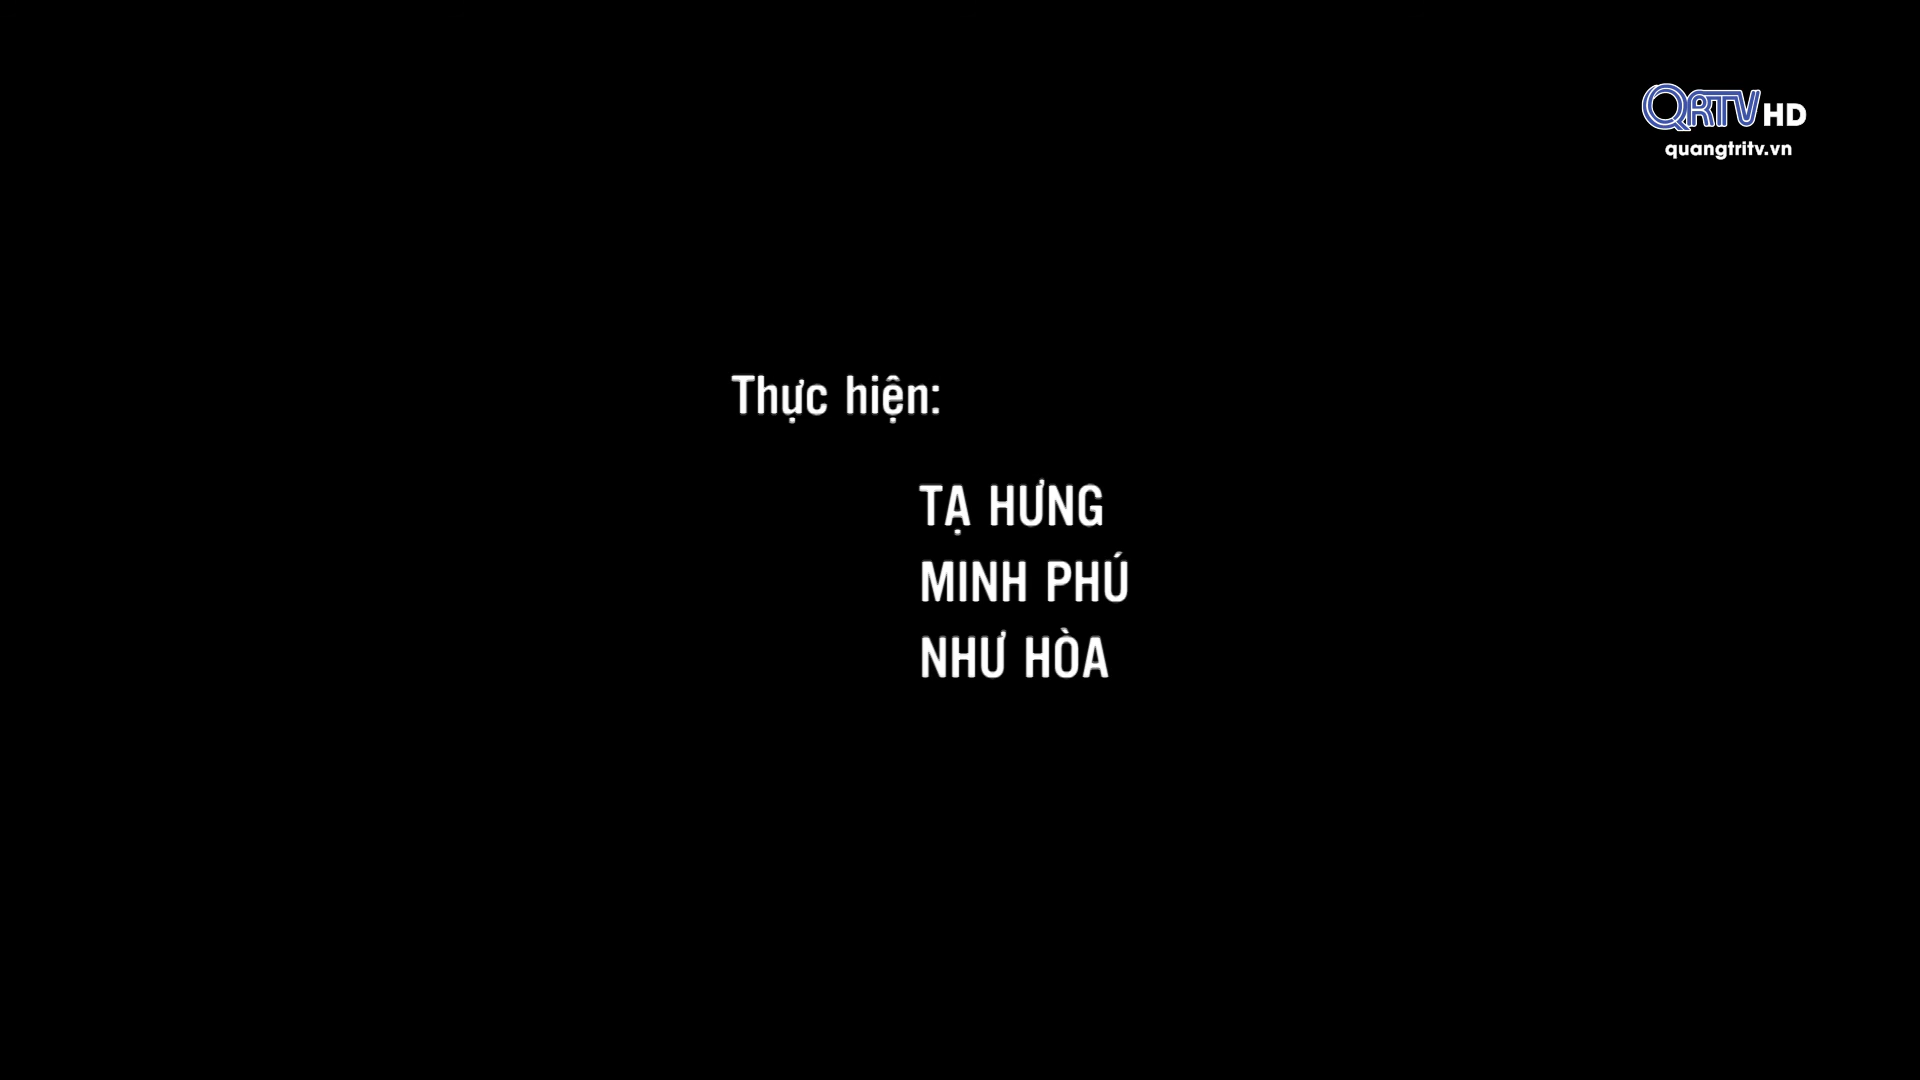 QRTV HD
quangtritv.vn
Thực hiện:
TẠ HƯNG
MINH PHÚ
NHƯ HÒA